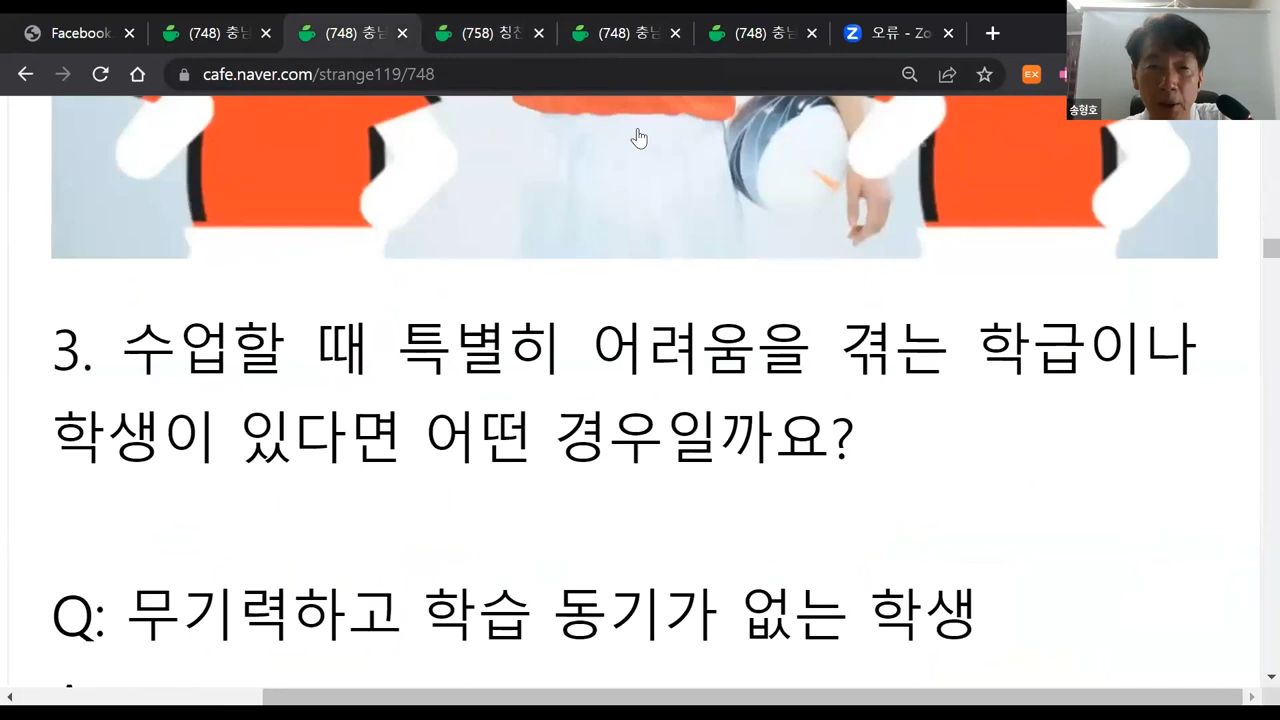 Facebook
(748) 충남
(748) 충남
(758) 칭찬
(748) 충남
(748) 충남
오류 - Zo
cafe.naver.com/strange119/748
EX
송형호
3. 수업할 때 특별히 어려움을 겪는 학급이나
학생이 있다면 어떤 경우일까요?
Q: 무기력하고 학습 동기가 없는 학생